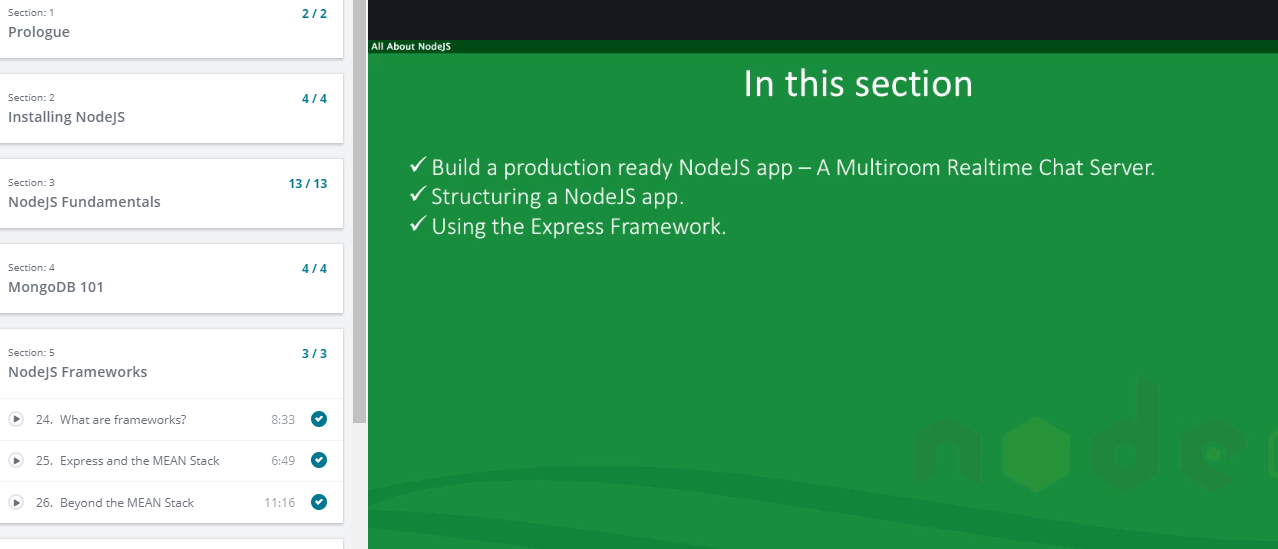 Section: 1
2 / 2
Prologue
Section: 2
4 / 4
Installing NodeJS
Section: 3
13 / 13
NodeJS Fundamentals
Section: 4
4 / 4
MongoDB 101
Section: 5
3 / 3
NodeJS Frameworks
24. What are frameworks? 8:33
25. Express and the MEAN Stack 6:49
26. Beyond the MEAN Stack 11:16
All About NodeJS
In this section
✓ Build a production ready NodeJS app – A Multiroom Realtime Chat Server.
✓ Structuring a NodeJS app.
✓ Using the Express Framework.
node